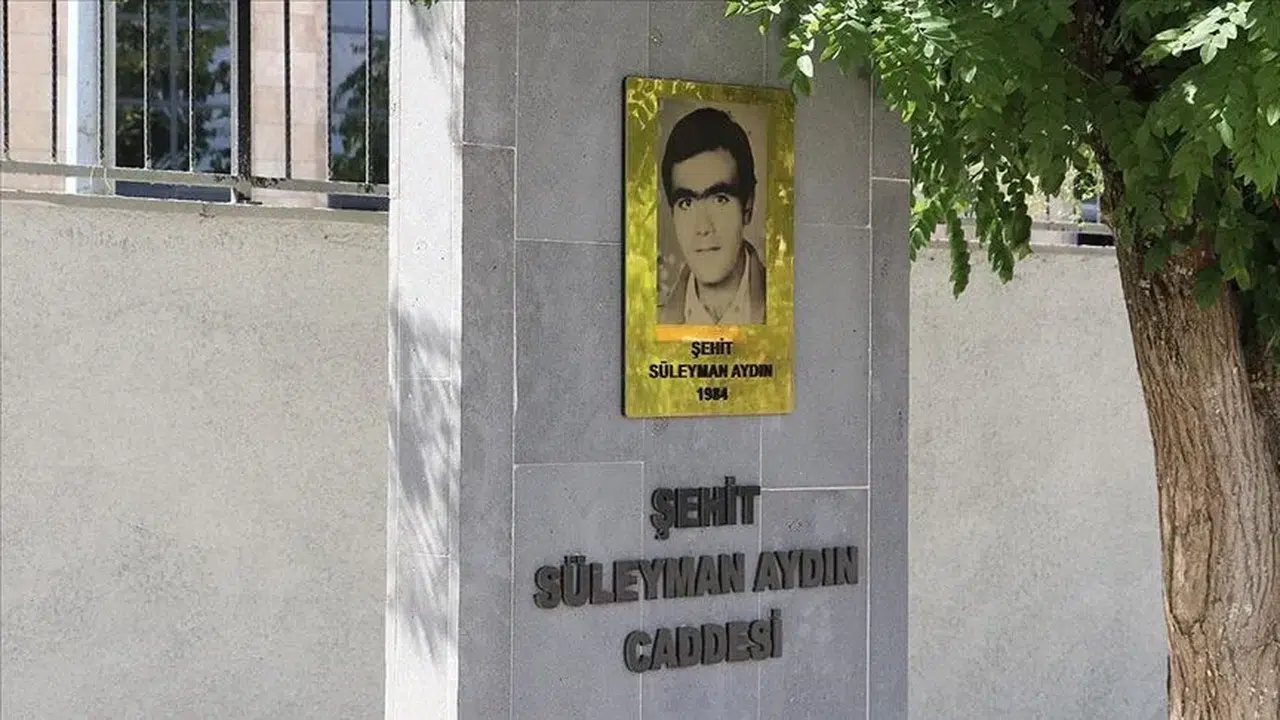 ŞEHİT
SÜLEYMAN AYDIN
1984
ŞEHİT
SÜLEYMAN AYDIN
CADDESİ